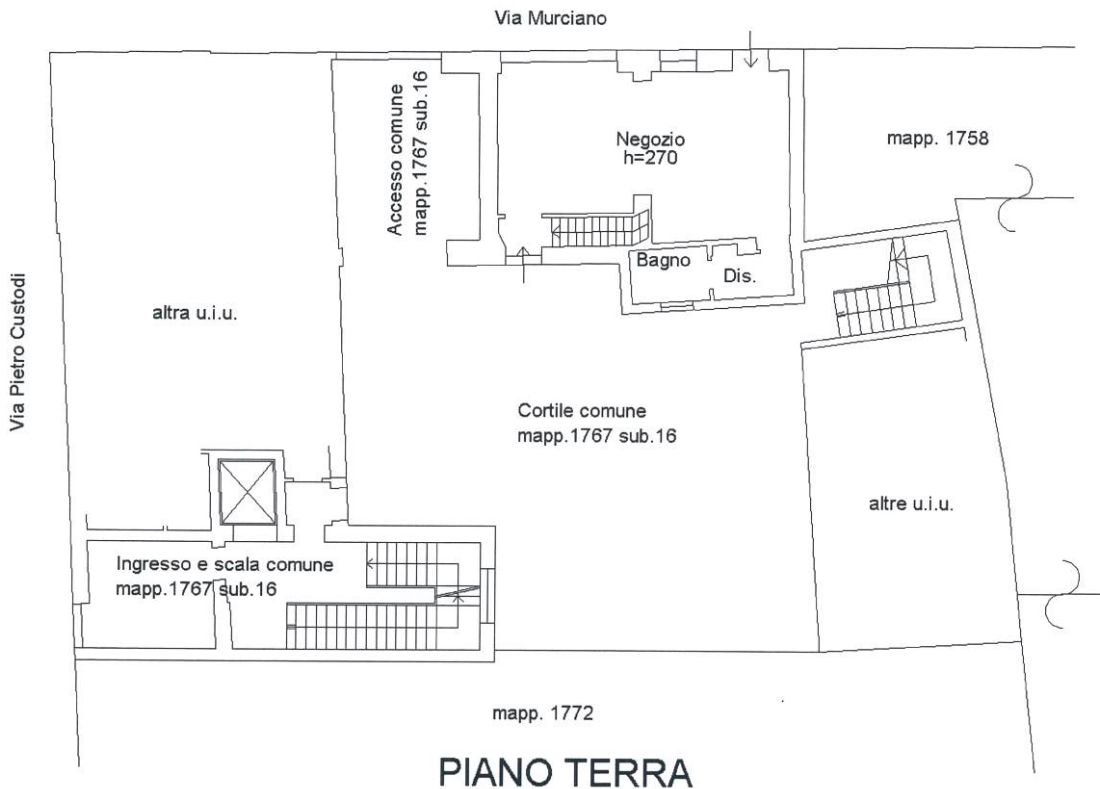 Via Murciano
Accesso comune
mapp.1767 sub.16
Negozio
h=270
mapp. 1758
Bagno
Dis.
altra u.i.u.
Via Pietro Custodi
Cortile comune
mapp.1767 sub.16
altre u.i.u.
Ingresso e scala comune
mapp.1767 sub.16
mapp. 1772
PIANO TERRA